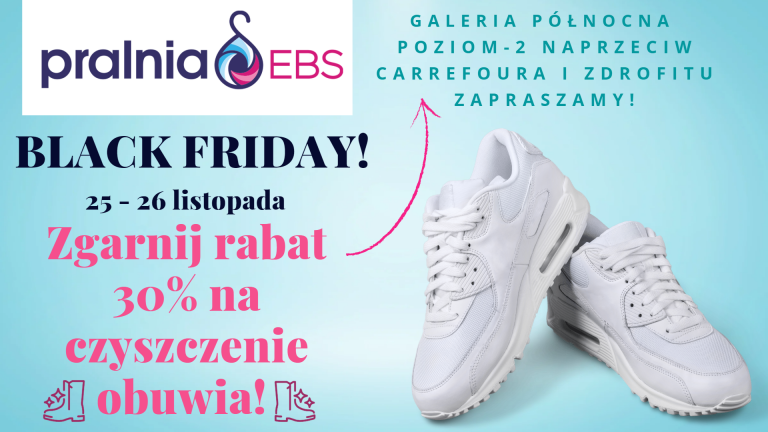 pralnia EBS
GALERIA PÓŁNOCNA
POZIOM-2 NAPRZECIW
CARREFOURA I ZDROFITU
ZAPRASZAMY!
BLACK FRIDAY!
25 - 26 listopada
Zgarnij rabat
30% na
czyszczenie
obuwia!